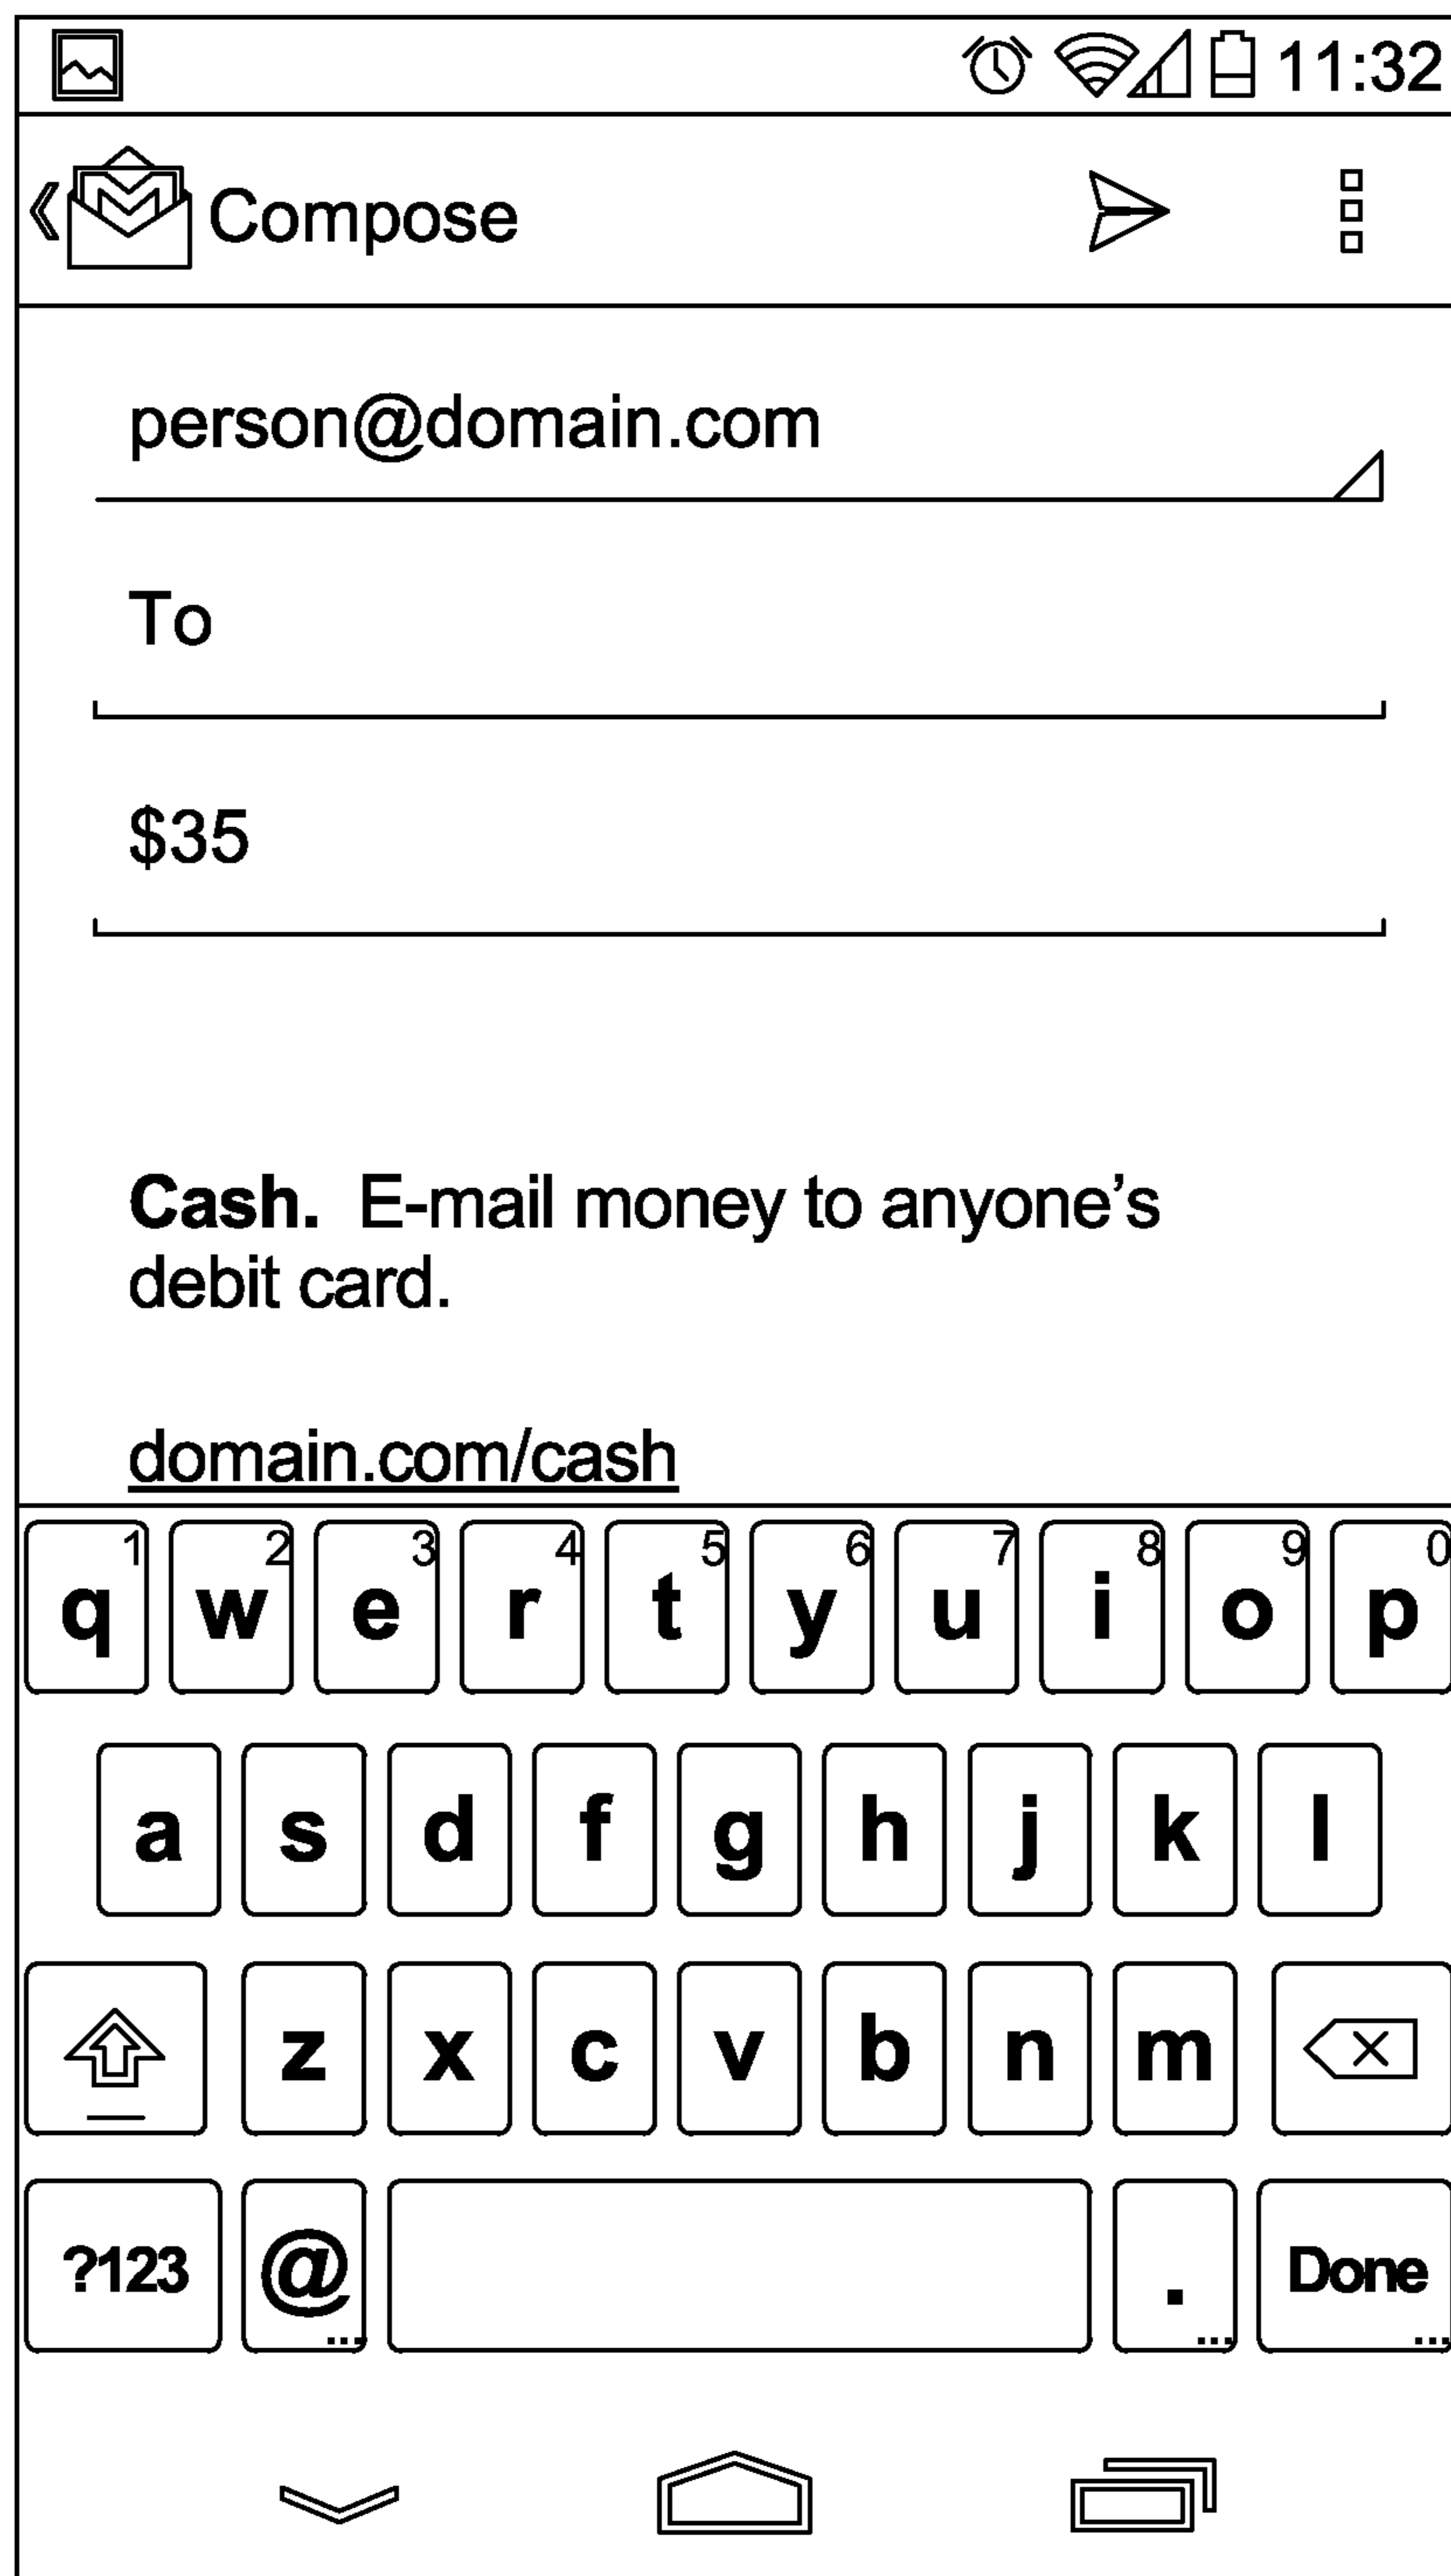 11:32
Compose
person@domain.com
To
$35
Cash. E-mail money to anyone's
debit card.
domain.com/cash
1 2 3 4 5 6 7 8 9 0
q w e r t y u i o p
a s d f g h j k l
z x c v b n m
?123 @ ... . ... Done ...